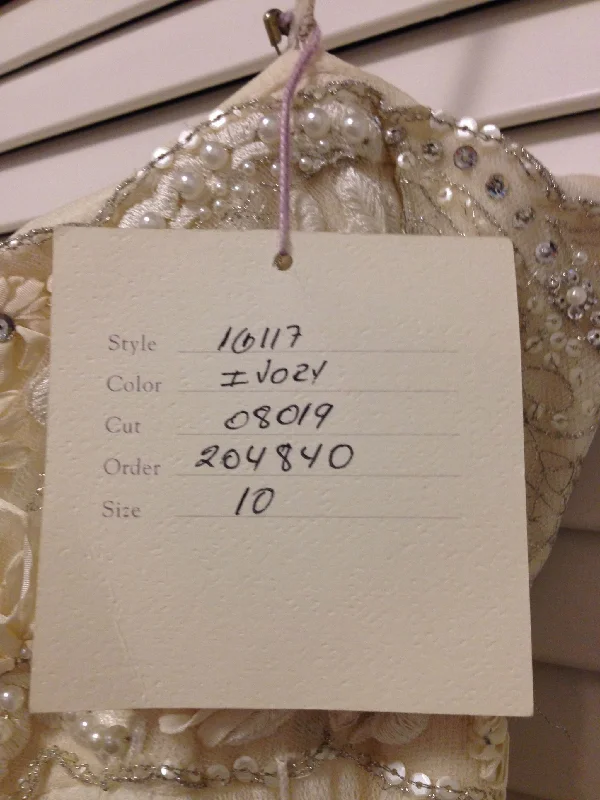 Style 16117
Color IVORY
Cut 08019
Order 204840
Size 10